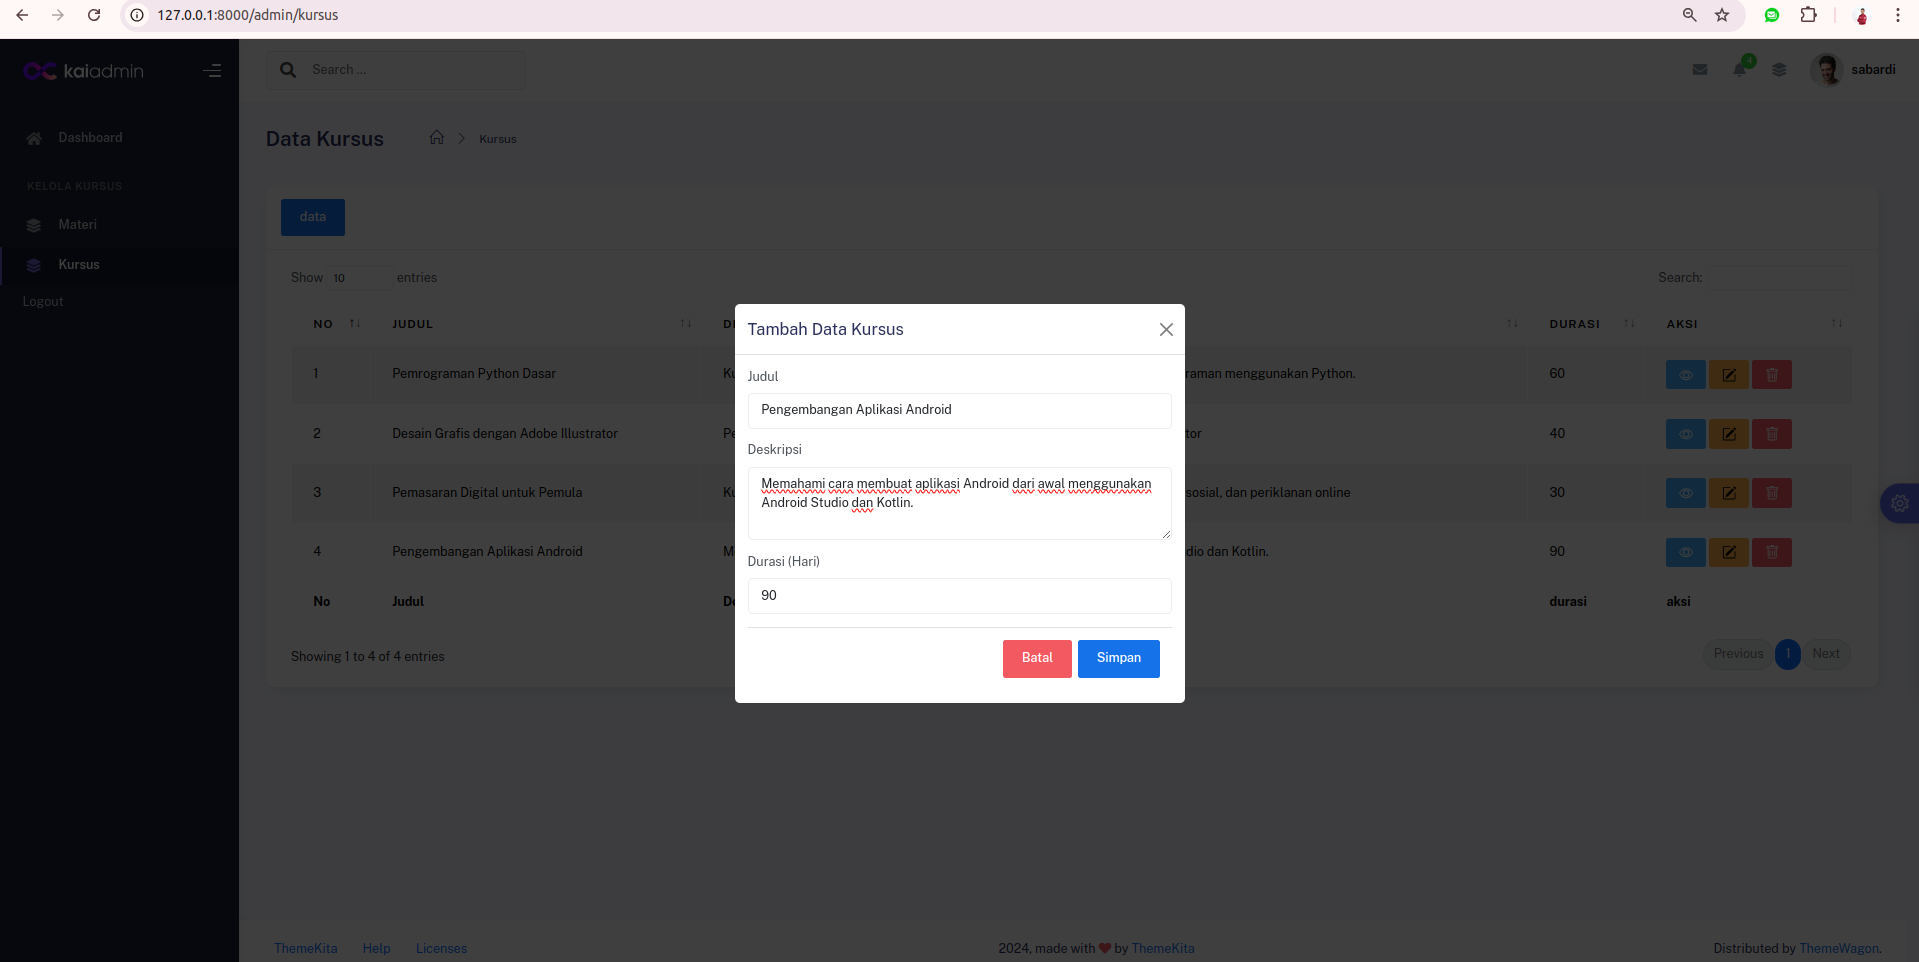 127.0.0.1:8000/admin/kursus
kaiadmin
Search ...
4
sabardi
Dashboard
KELOLA KURSUS
Materi
Kursus
Logout
Data Kursus
Kursus
data
Show 10 entries
Search:
NO JUDUL DURASI AKSI
1 Pemrograman Python Dasar menggunakan Python. 60
2 Desain Grafis dengan Adobe Illustrator 40
3 Pemasaran Digital untuk Pemula sosial, dan periklanan online 30
4 Pengembangan Aplikasi Android dan Kotlin. 90
No Judul durasi aksi
Showing 1 to 4 of 4 entries
Previous 1 Next
Tambah Data Kursus
Judul
Pengembangan Aplikasi Android
Deskripsi
Memahami cara membuat aplikasi Android dari awal menggunakan
Android Studio dan Kotlin.
Durasi (Hari)
90
Batal Simpan
ThemeKita Help Licenses
2024, made with by ThemeKita
Distributed by ThemeWagon.